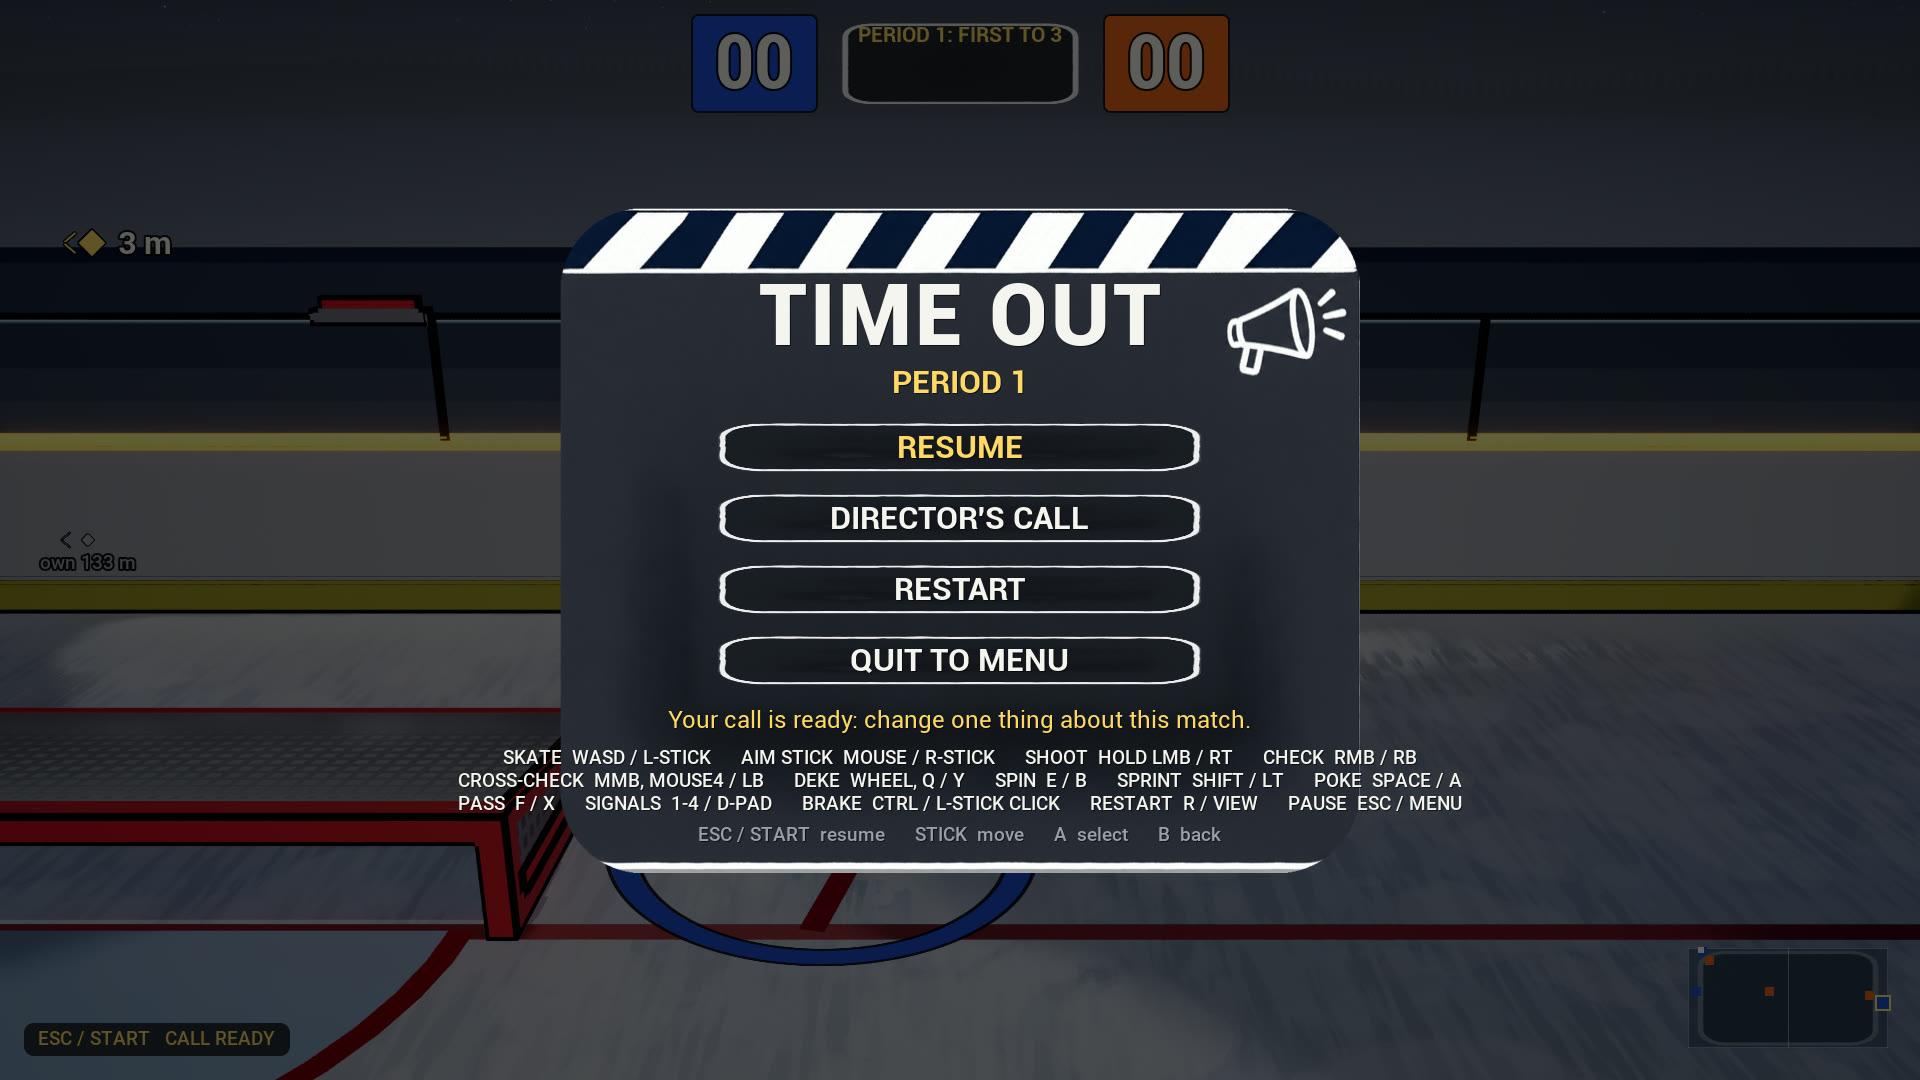 00
PERIOD 1: FIRST TO 3
00
3 m
TIME OUT
PERIOD 1
RESUME
DIRECTOR'S CALL
own 133 m
RESTART
QUIT TO MENU
Your call is ready: change one thing about this match.
SKATE WASD / L-STICK AIM STICK MOUSE / R-STICK SHOOT HOLD LMB / RT CHECK RMB / RB
CROSS-CHECK MMB, MOUSE4 / LB DEKE WHEEL, Q / Y SPIN E / B SPRINT SHIFT / LT POKE SPACE / A
PASS F / X SIGNALS 1-4 / D-PAD BRAKE CTRL / L-STICK CLICK RESTART R / VIEW PAUSE ESC / MENU
ESC / START resume STICK move A select B back
ESC / START CALL READY